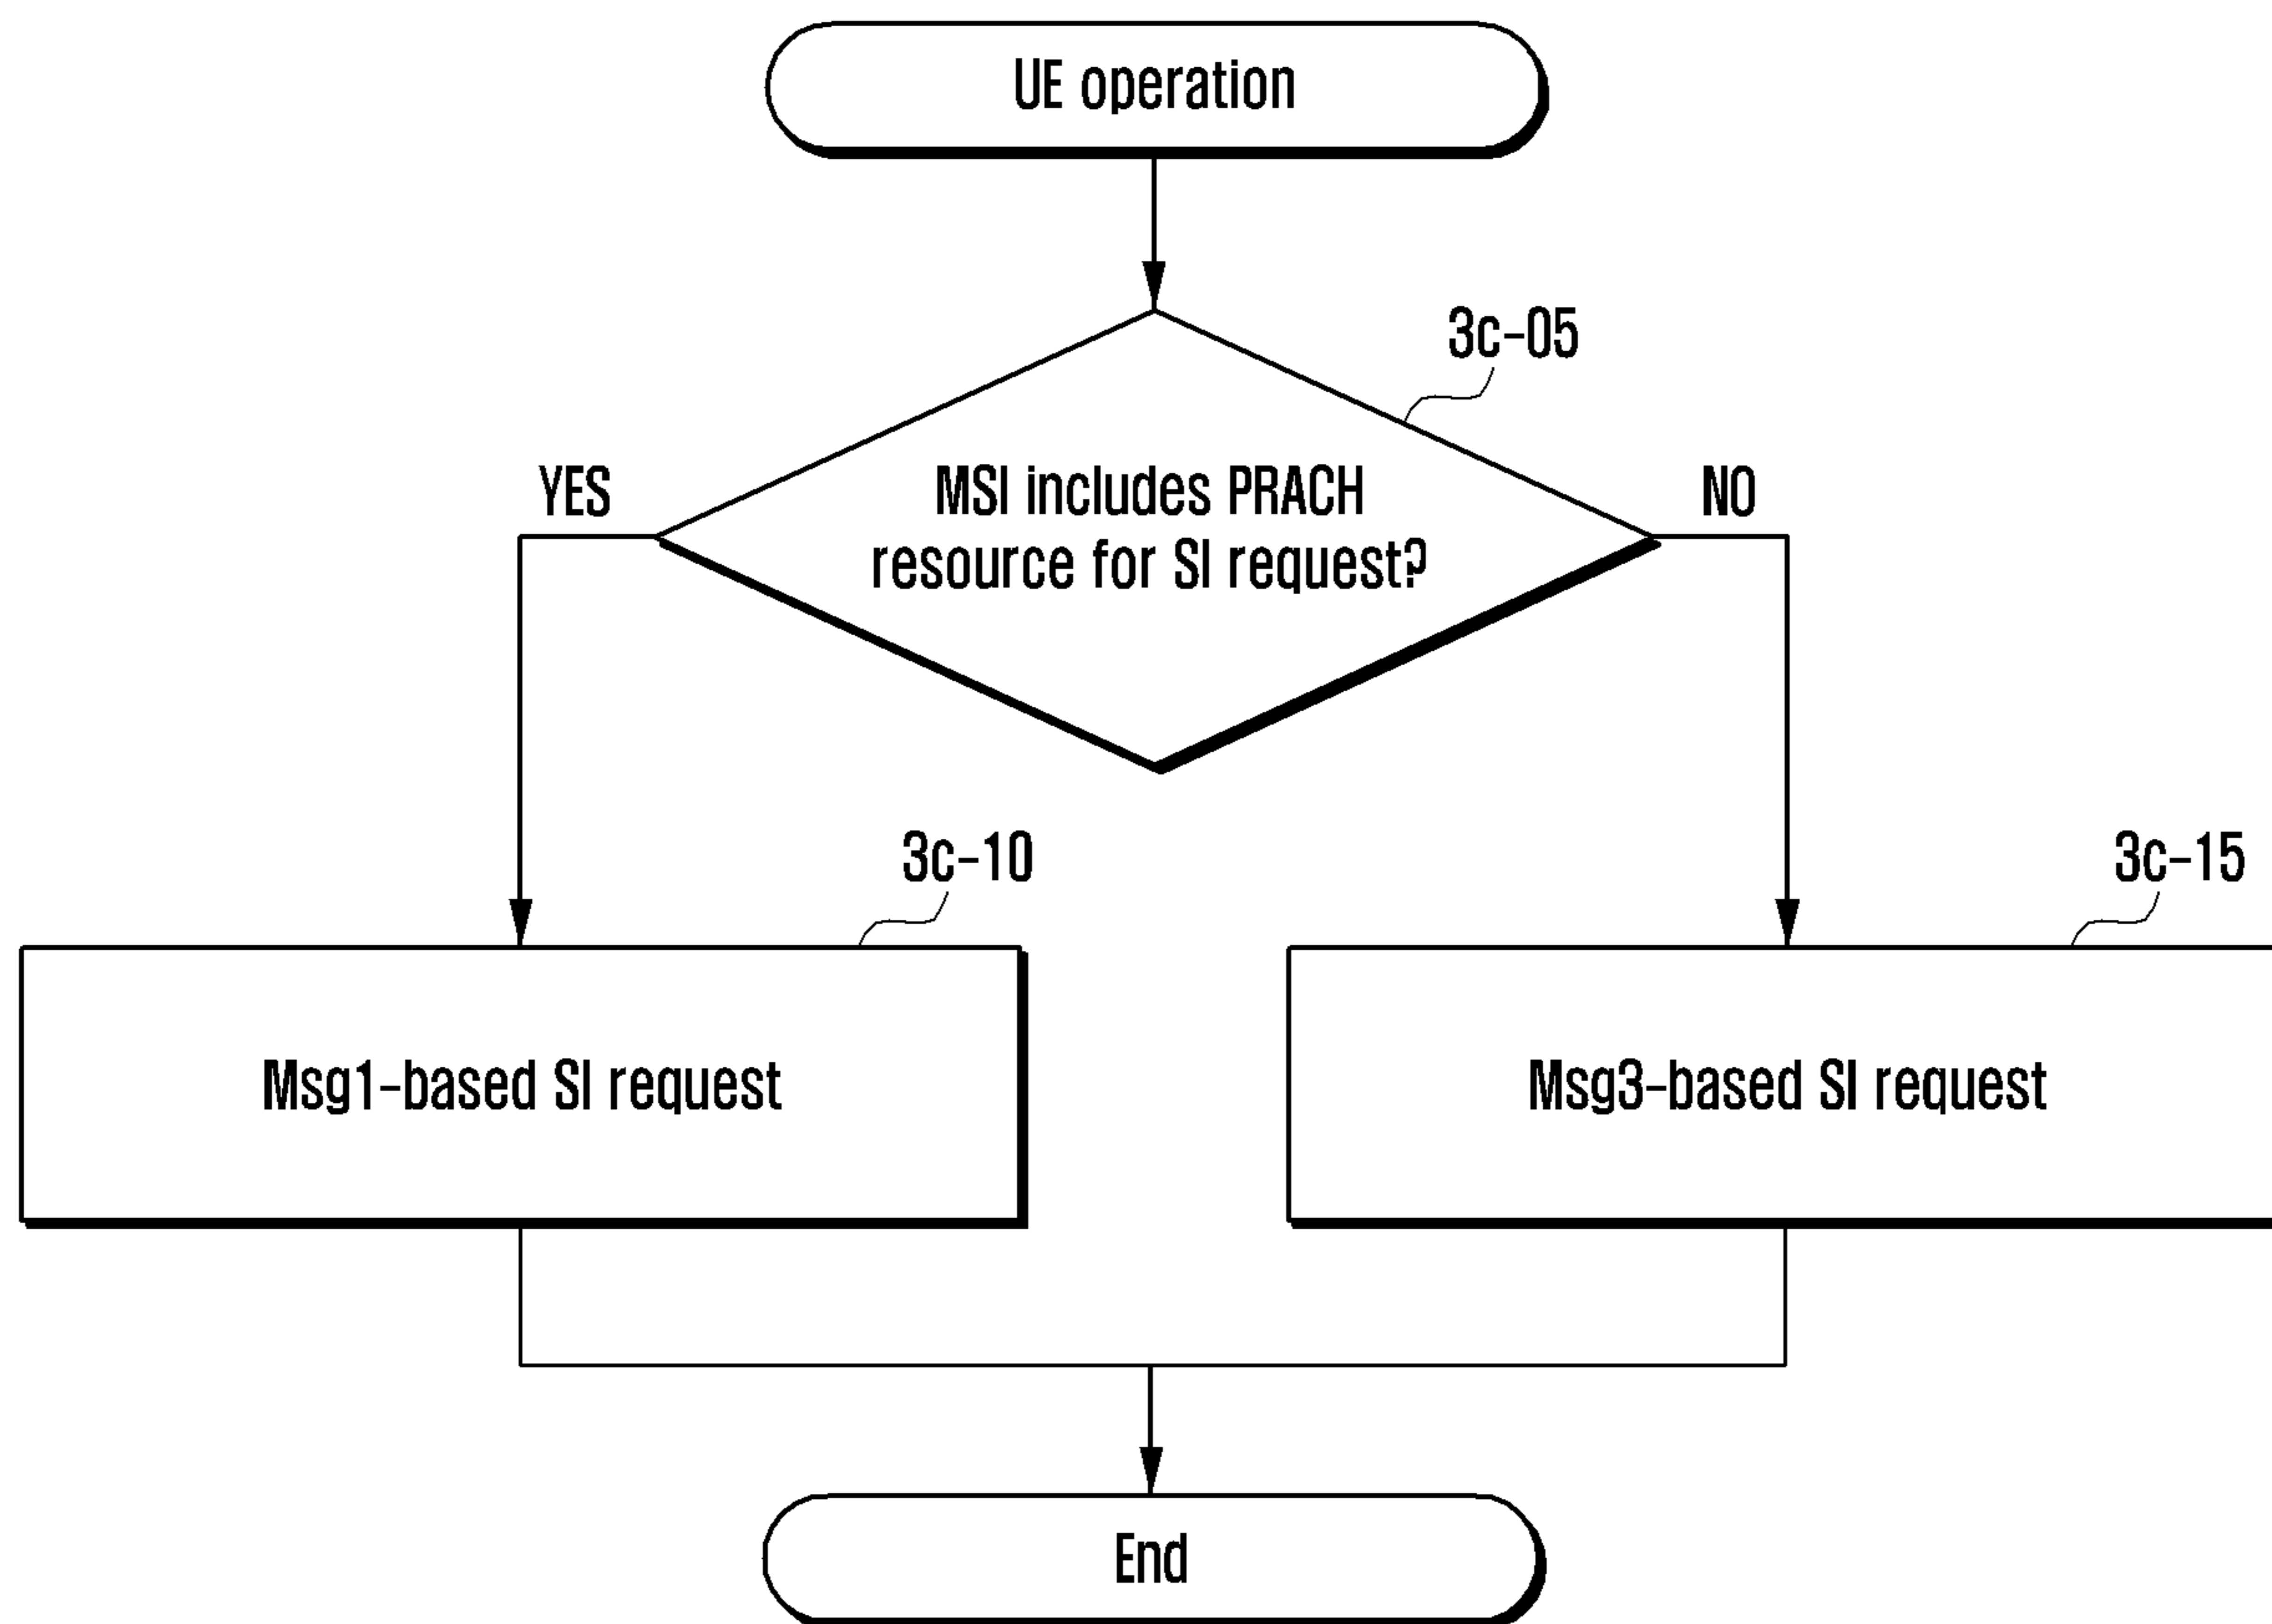 UE operation
3c-05
YES
MSI includes PRACH
resource for SI request?
NO
3c-10
3c-15
Msg1-based SI request
Msg3-based SI request
End